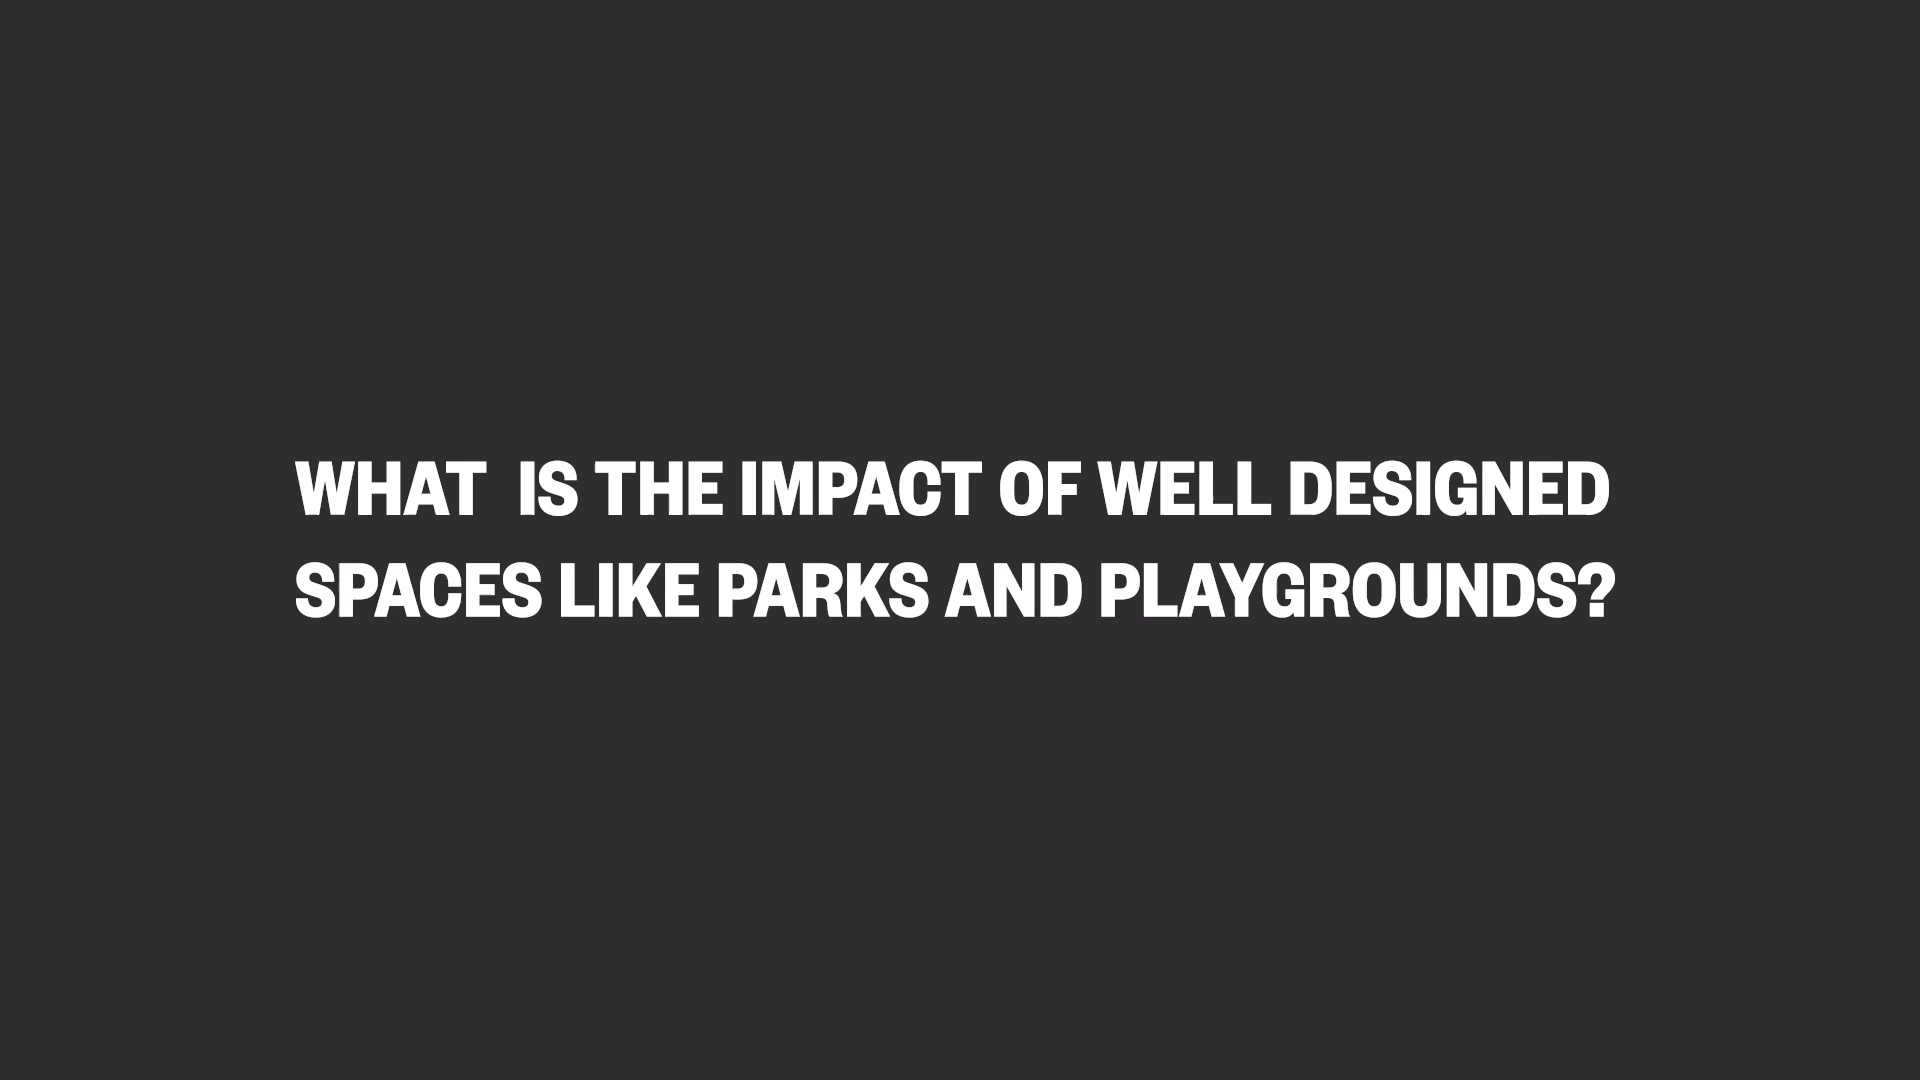 WHAT  IS THE IMPACT OF WELL DESIGNED
SPACES LIKE PARKS AND PLAYGROUNDS?